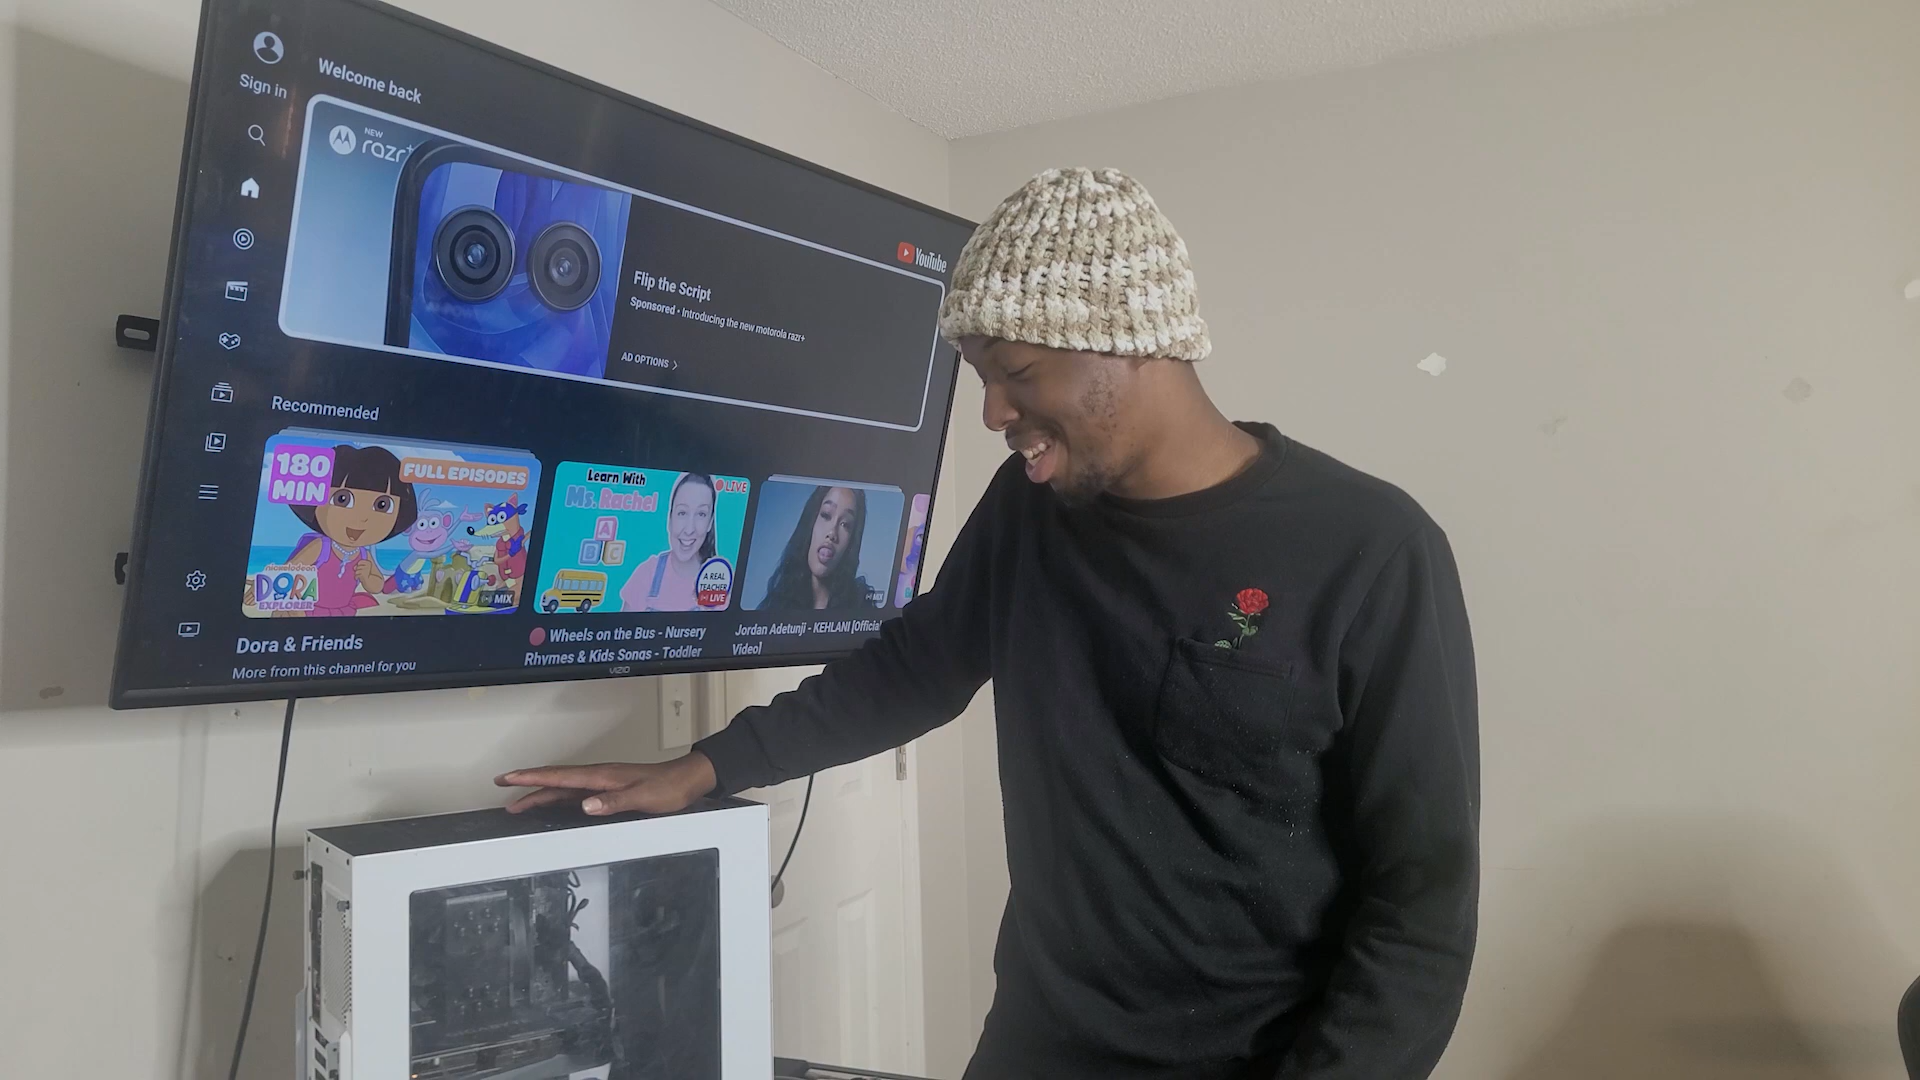 Sign in
Welcome back
NEW
razr+
YouTube
Flip the Script
Sponsored • Introducing the new motorola razr+
AD OPTIONS >
Recommended
180
MIN
FULL EPISODES
nickelodeon
DORA
EXPLORER
MIX
Learn With
Ms. Rachel
LIVE
A
B C
A REAL
TEACHER
LIVE
MIX
Dora & Friends
More from this channel for you
Wheels on the Bus - Nursery
Rhymes & Kids Songs - Toddler
Jordan Adetunji - KEHLANI [Official
Video]
VIZIO